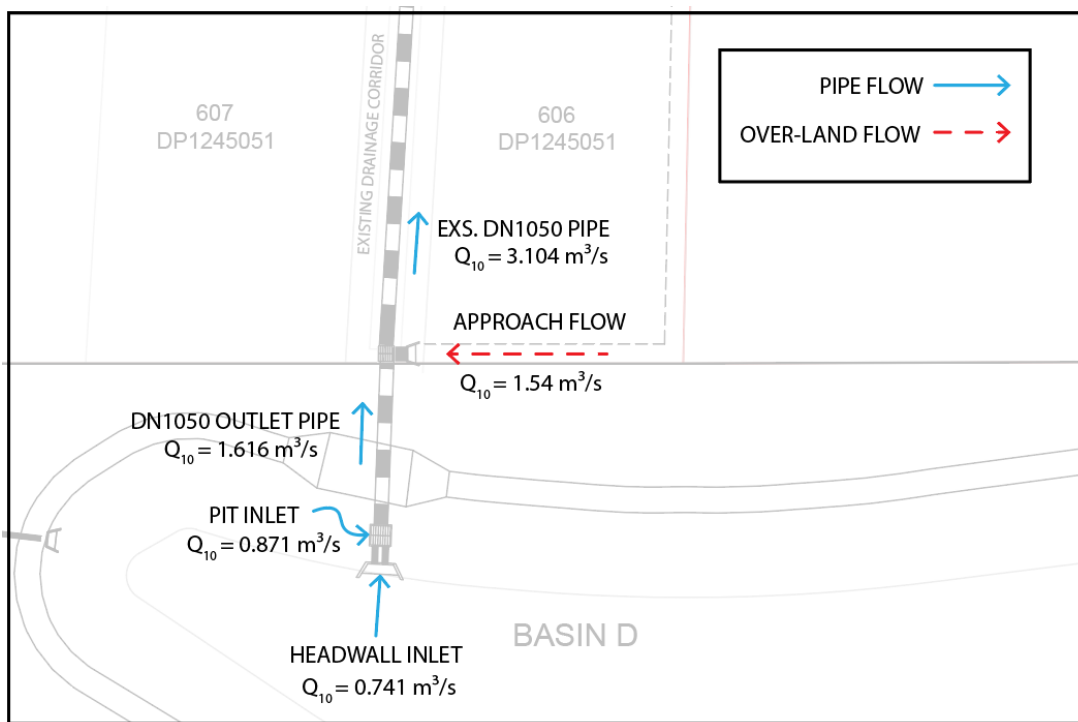 PIPE FLOW
OVER-LAND FLOW
607
DP1245051
EXISTING DRAINAGE CORRIDOR
606
DP1245051
EXS. DN1050 PIPE
Q₁₀ = 3.104 m³/s
APPROACH FLOW
Q₁₀ = 1.54 m³/s
DN1050 OUTLET PIPE
Q₁₀ = 1.616 m³/s
PIT INLET
Q₁₀ = 0.871 m³/s
BASIN D
HEADWALL INLET
Q₁₀ = 0.741 m³/s